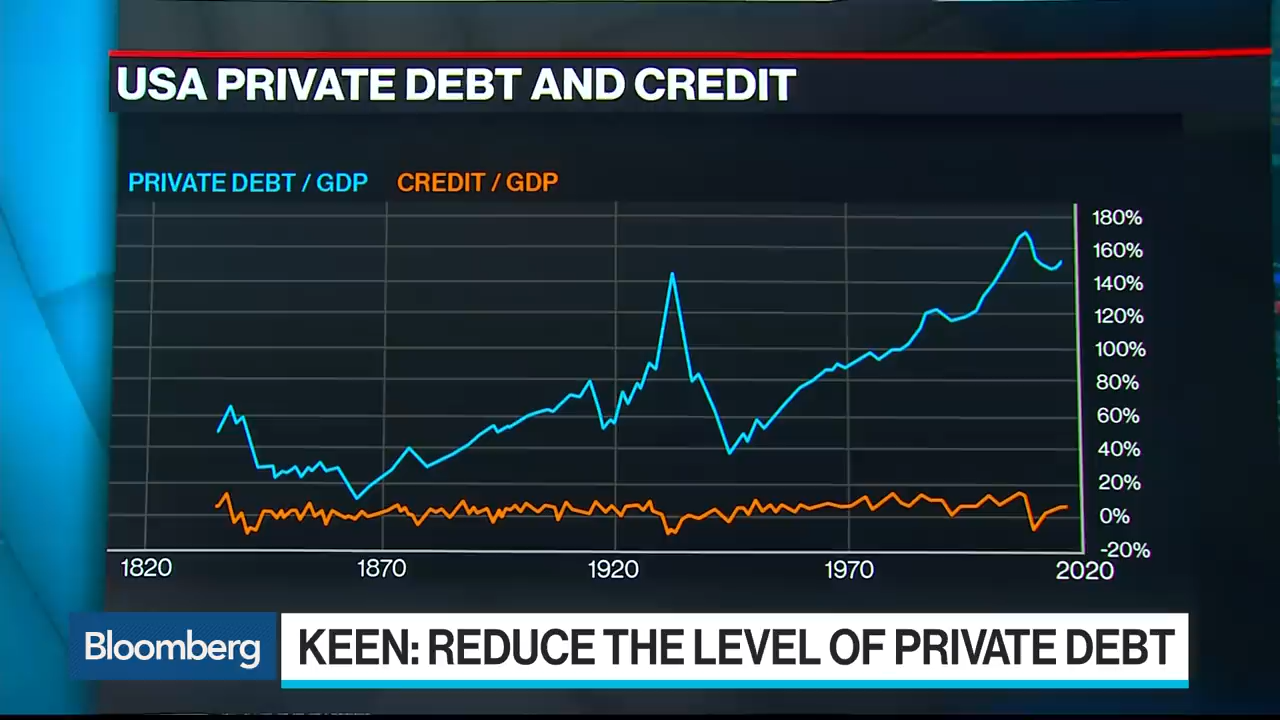 USA PRIVATE DEBT AND CREDIT
PRIVATE DEBT / GDP CREDIT / GDP
180%
160%
140%
120%
100%
80%
60%
40%
20%
0%
-20%
1820 1870 1920 1970 2020
Bloomberg
KEEN: REDUCE THE LEVEL OF PRIVATE DEBT